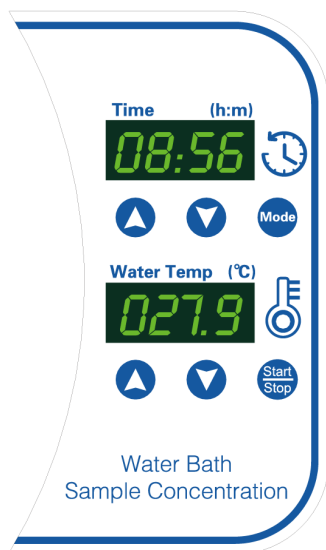 Time (h:m)
08:56
Mode
Water Temp (℃)
027.9
Start
Stop
Water Bath
Sample Concentration